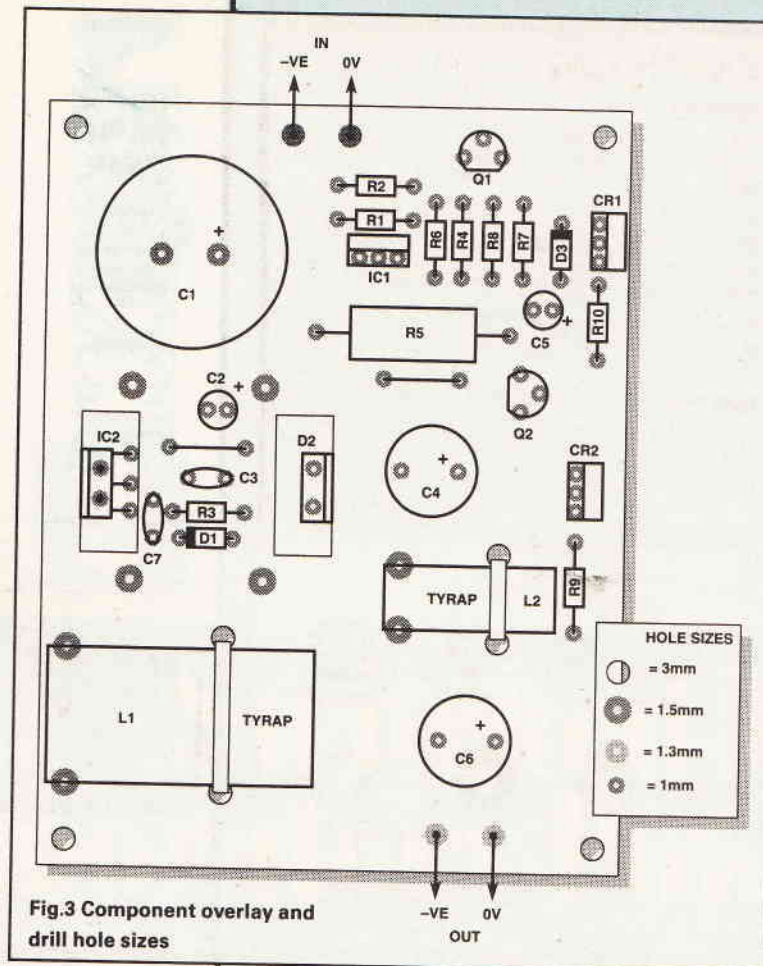 IN
–VE 0V
Q1
CR1
R2
R1
R6 R4 R8 R7 D3
IC1
+
C1
R5
C5 +
R10
C2 +
Q2
IC2
D2
CR2
+
C4
C3
R3
D1
C7
TYRAP L2
R9
HOLE SIZES
= 3mm
= 1.5mm
= 1.3mm
= 1mm
L1 TYRAP
+
C6
–VE 0V
OUT
Fig.3 Component overlay and
drill hole sizes